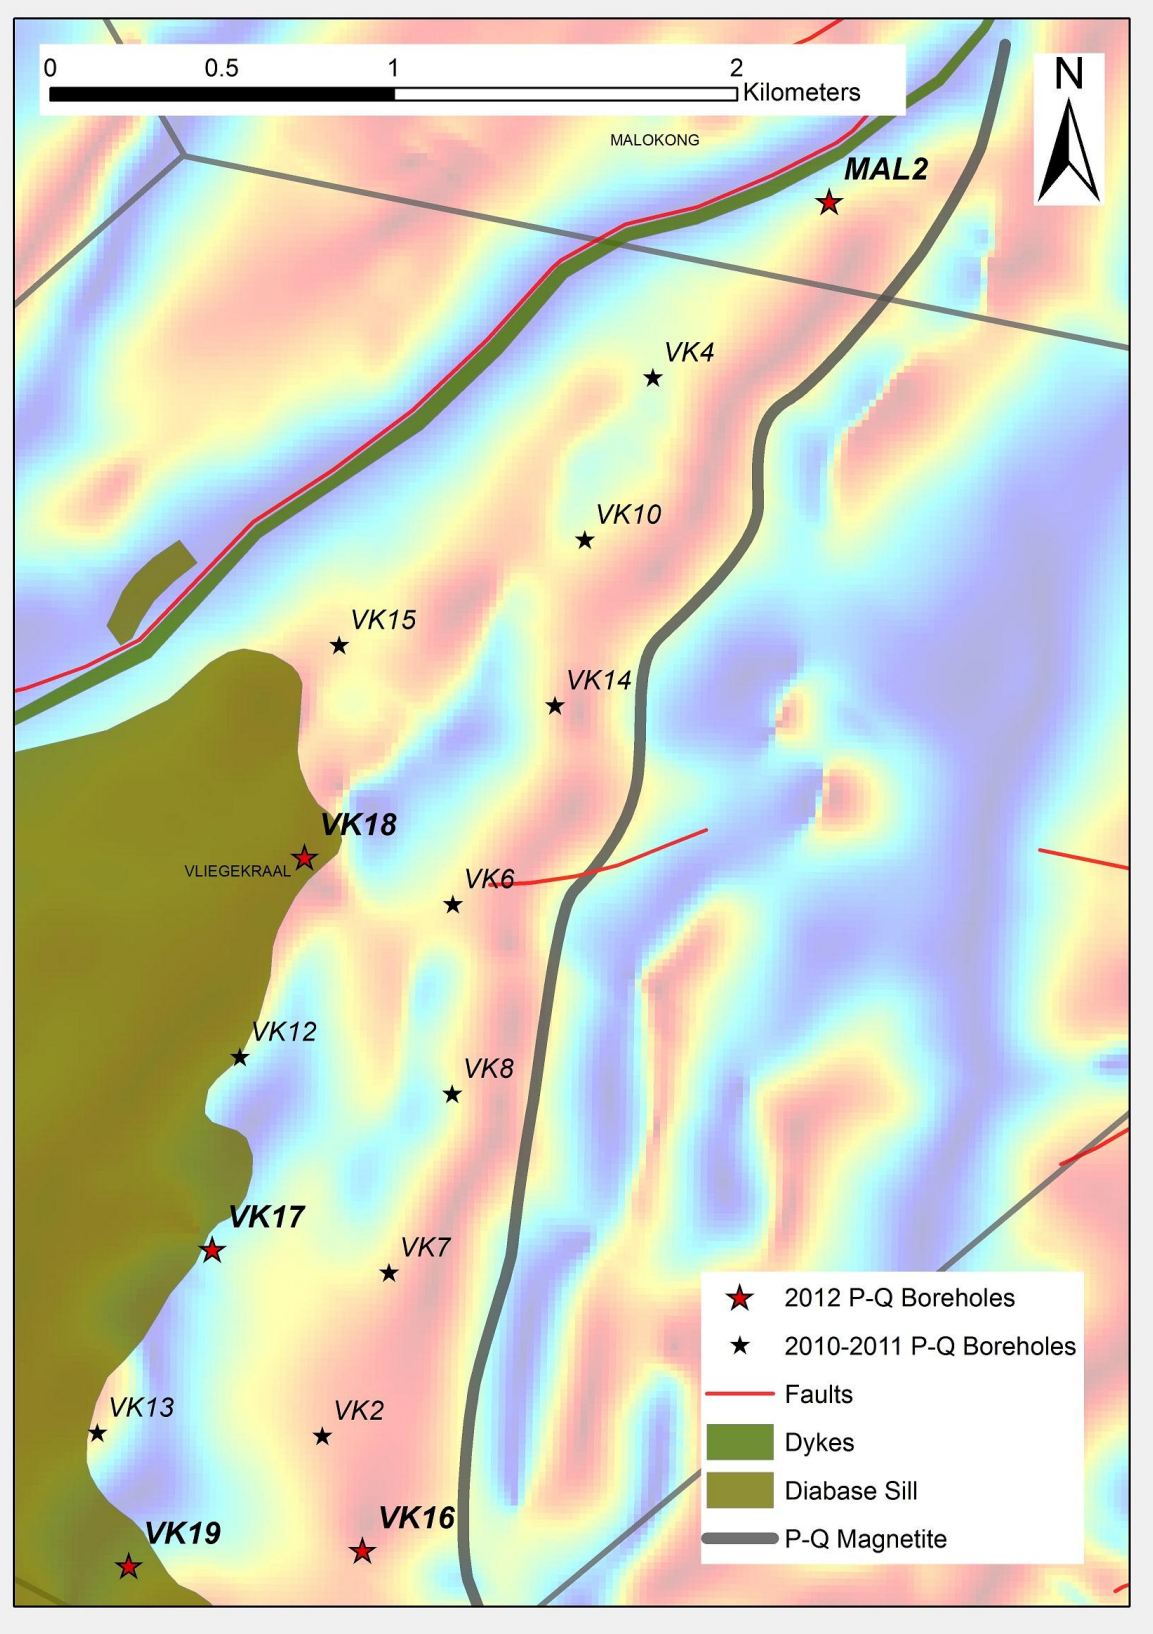 0 0.5 1 2
Kilometers
N
MALOKONG
MAL2
VK4
VK10
VK15
VK14
VK18
VLIEGEKRAAL
VK6
VK12
VK8
VK17
VK7
VK13
VK2
VK16
VK19
2012 P-Q Boreholes
2010-2011 P-Q Boreholes
Faults
Dykes
Diabase Sill
P-Q Magnetite